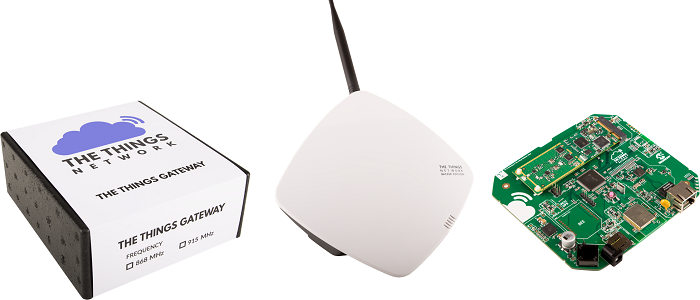 THE THINGS
NETWORK
THE THINGS GATEWAY
THE THINGS GATEWAY
FREQUENCY
868 MHz
915 MHz
THE THINGS
NETWORK